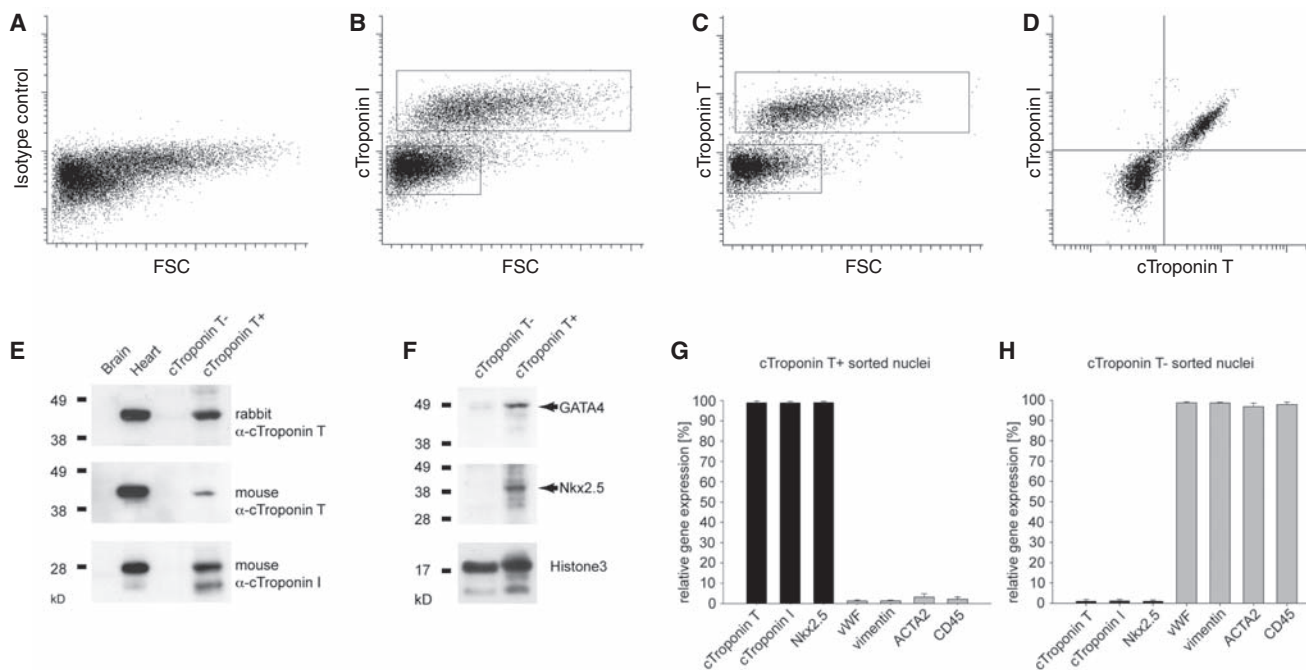 A
Isotype control
FSC
B
cTroponin I
FSC
C
cTroponin T
FSC
D
cTroponin I
cTroponin T
E
Brain
Heart
cTroponin T-
cTroponin T+
49
38
rabbit
α-cTroponin T
49
38
mouse
α-cTroponin T
28
mouse
α-cTroponin I
kD
F
cTroponin T-
cTroponin T+
49
38
GATA4
49
38
28
Nkx2.5
17
Histone3
kD
G
cTroponin T+ sorted nuclei
relative gene expression [%]
100
90
80
70
60
50
40
30
20
10
0
cTroponin T
cTroponin I
Nkx2.5
vWF
vimentin
ACTA2
CD45
H
cTroponin T- sorted nuclei
relative gene expression [%]
100
90
80
70
60
50
40
30
20
10
0
cTroponin T
cTroponin I
Nkx2.5
vWF
vimentin
ACTA2
CD45